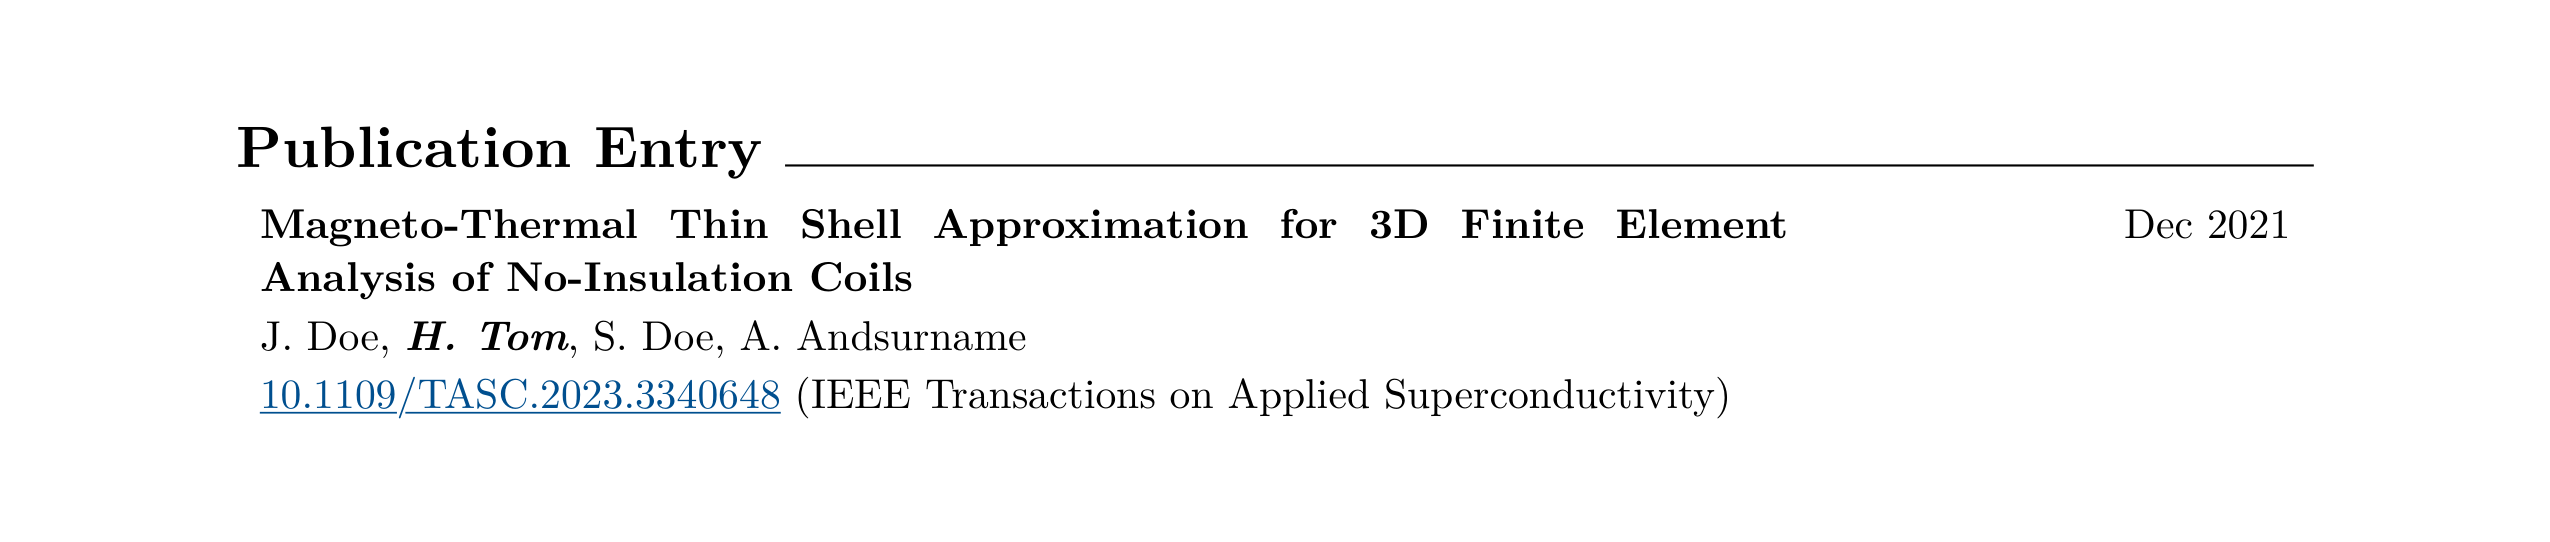 Publication Entry
Magneto-Thermal Thin Shell Approximation for 3D Finite Element Dec 2021
Analysis of No-Insulation Coils
J. Doe, H. Tom, S. Doe, A. Andsurname
10.1109/TASC.2023.3340648 (IEEE Transactions on Applied Superconductivity)